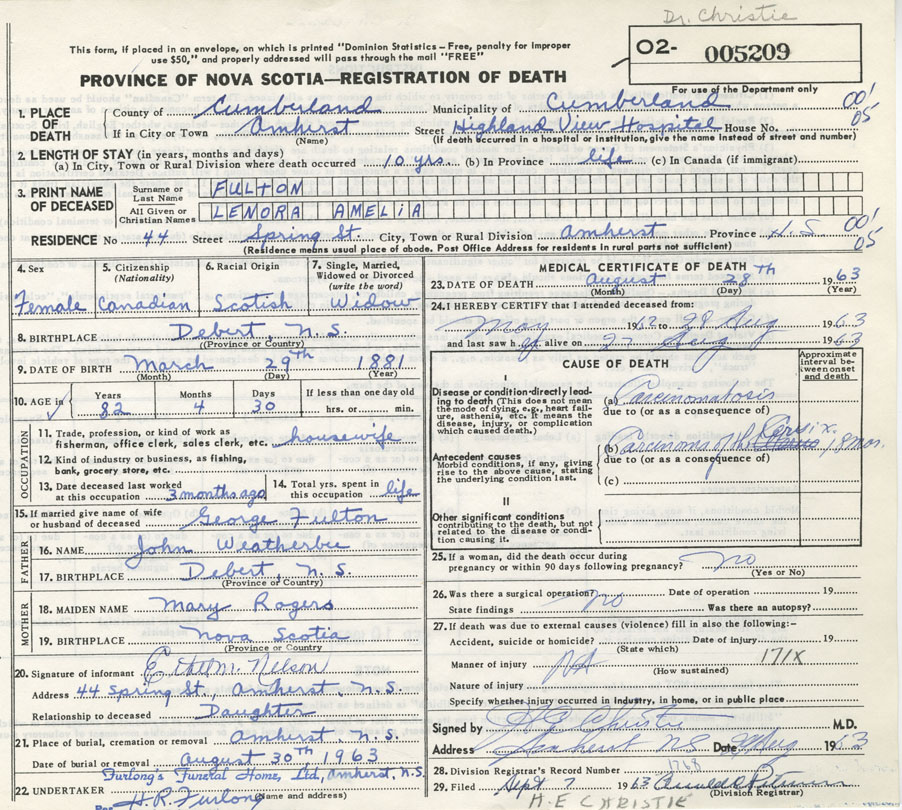 Dr. Christie
This form, if placed in an envelope, on which is printed "Dominion Statistics – Free, penalty for improper
use $50," and properly addressed will pass through the mail "FREE"
O2- 005209
PROVINCE OF NOVA SCOTIA—REGISTRATION OF DEATH
For use of the Department only
1. PLACE OF DEATH
County of Cumberland Municipality of Cumberland 00'
If in City or Town Amherst Street Highland View Hospital House No. 05
(Name) (If death occurred in a hospital or institution, give the name instead of street and number)
2. LENGTH OF STAY (in years, months and days)
(a) In City, Town or Rural Division where death occurred 10 yrs. (b) In Province life (c) In Canada (if immigrant)
3. PRINT NAME OF DECEASED
Surname or Last Name FULTON
All Given or Christian Names LENORA AMELIA
RESIDENCE No 44 Street Spring St. City, Town or Rural Division Amherst Province N.S. 00' 05
(Residence means usual place of abode. Post Office Address for residents in rural parts not sufficient)
4. Sex
Female
5. Citizenship (Nationality)
Canadian
6. Racial Origin
Scotish
7. Single, Married, Widowed or Divorced (write the word)
Widow
8. BIRTHPLACE Debert, N.S.
(Province or Country)
9. DATE OF BIRTH March 29th 1881
(Month) (Day) (Year)
10. AGE in Years Months Days If less than one day old
82 4 30 hrs. or min.
OCCUPATION
11. Trade, profession, or kind of work as
fisherman, office clerk, sales clerk, etc. housewife
12. Kind of industry or business, as fishing,
bank, grocery store, etc.
13. Date deceased last worked
at this occupation 3 months ago
14. Total yrs. spent in
this occupation life
15. If married give name of wife
or husband of deceased George Fulton
FATHER
16. NAME John Weatherbee
17. BIRTHPLACE Debert, N.S.
(Province or Country)
MOTHER
18. MAIDEN NAME Mary Rogers
19. BIRTHPLACE Nova Scotia
(Province or Country)
20. Signature of informant Ethel M. Nelson
Address 44 Spring St., Amherst, N.S.
Relationship to deceased Daughter
21. Place of burial, cremation or removal Amherst, N.S.
Date of burial or removal August 30th 1963
Furlong's Funeral Home, Ltd, Amherst, N.S.
22. UNDERTAKER H.R. Furlong
(Name and address)
MEDICAL CERTIFICATE OF DEATH
23. DATE OF DEATH August 28th 1963
(Month) (Day) (Year)
24. I HEREBY CERTIFY that I attended deceased from:
May 1962 to 28 Aug 1963
and last saw h er alive on 27 Aug 1963
CAUSE OF DEATH
Approximate interval between onset and death
I
Disease or condition directly leading to death (This does not mean
the mode of dying, e.g., heart failure, asthenia, etc. It means the
disease, injury, or complication
which caused death.)
(a) Carcinomatosis
due to (or as a consequence of)
Antecedent causes
Morbid conditions, if any, giving
rise to the above cause, stating
the underlying condition last.
(b) Carcinoma of the Cervix. 18 mos.
due to (or as a consequence of)
(c)
II
Other significant conditions
contributing to the death, but not
related to the disease or condition causing it.
25. If a woman, did the death occur during
pregnancy or within 90 days following pregnancy? no
(Yes or No)
26. Was there a surgical operation? no Date of operation 19
State findings Was there an autopsy?
27. If death was due to external causes (violence) fill in also the following:–
Accident, suicide or homicide? Date of injury 19
(State which)
Manner of injury NA 171X
(How sustained)
Nature of injury
Specify whether injury occurred in industry, in home, or in public place
Signed by H E Christie M.D.
Address Amherst NS Date Aug 1963
28. Division Registrar's Record Number 1768
29. Filed Sept 7 1963
(Division Registrar)
H. E CHRISTIE